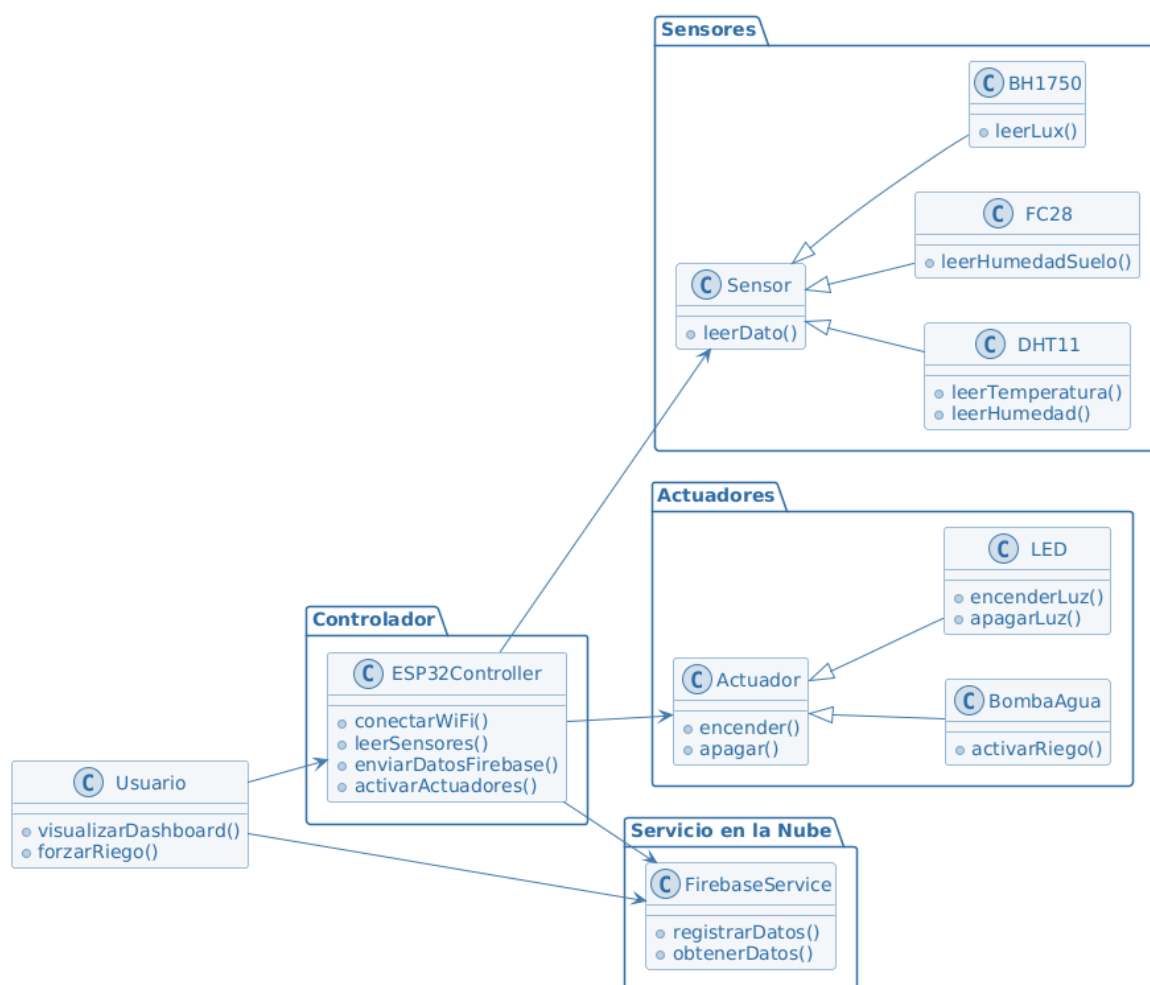 Sensores
C BH1750
leerLux()
C FC28
leerHumedadSuelo()
C Sensor
leerDato()
C DHT11
leerTemperatura()
leerHumedad()
Actuadores
C LED
encenderLuz()
apagarLuz()
C Actuador
encender()
apagar()
C BombaAgua
activarRiego()
Controlador
C ESP32Controller
conectarWiFi()
leerSensores()
enviarDatosFirebase()
activarActuadores()
C Usuario
visualizarDashboard()
forzarRiego()
Servicio en la Nube
C FirebaseService
registrarDatos()
obtenerDatos()